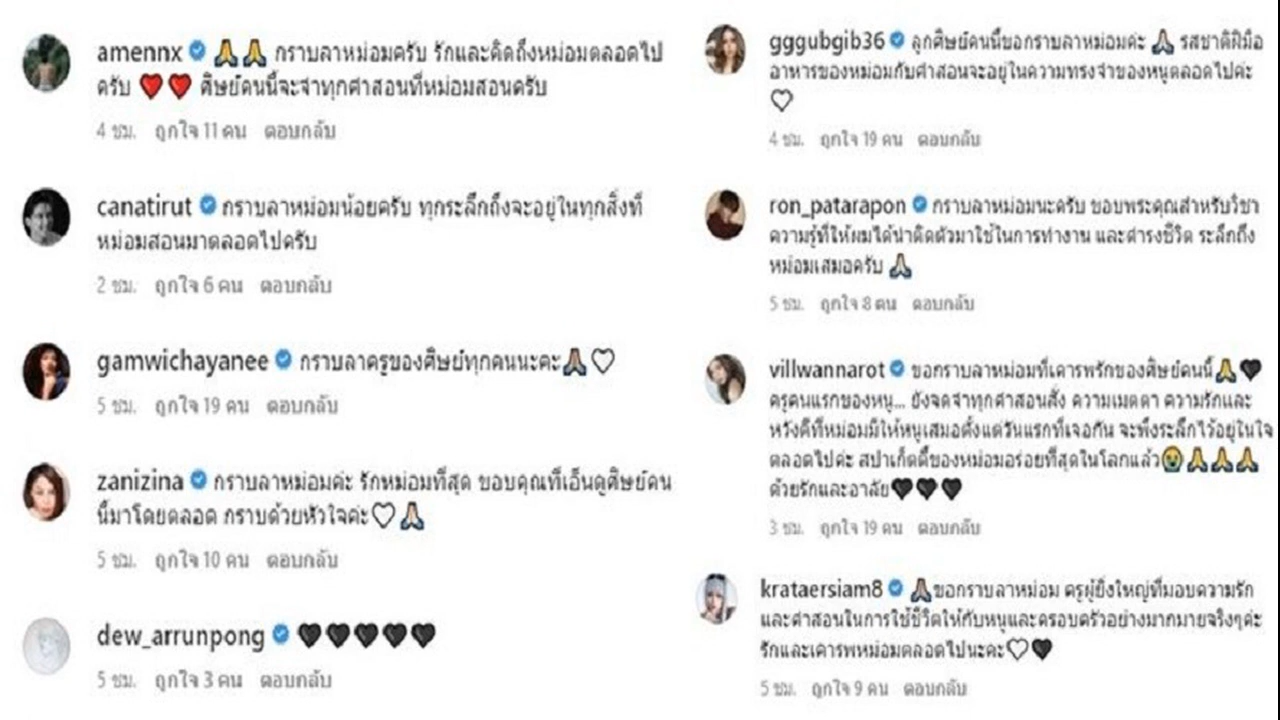 amennx 🙏🙏 กราบลาหม่อมครับ รักและคิดถึงหม่อมตลอดไป
ครับ ❤️❤️ ศิษย์คนนี้จะจำทุกคำสอนที่หม่อมสอนครับ
4 ชม. ถูกใจ 11 คน ตอบกลับ
canatirut กราบลาหม่อมน้อยครับ ทุกระลึกถึงจะอยู่ในทุกสิ่งที่
หม่อมสอนมาตลอดไปครับ
2 ชม. ถูกใจ 6 คน ตอบกลับ
gamwichayanee กราบลาครูของศิษย์ทุกคนนะคะ🙏🏽🤍
5 ชม. ถูกใจ 19 คน ตอบกลับ
zanizina กราบลาหม่อมค่ะ รักหม่อมที่สุด ขอบคุณที่เอ็นดูศิษย์คน
นี้มาโดยตลอด กราบด้วยหัวใจค่ะ🤍🙏🏻
5 ชม. ถูกใจ 10 คน ตอบกลับ
dew_arrunpong 🖤🖤🖤🖤🖤
5 ชม. ถูกใจ 3 คน ตอบกลับ
gggubgib36 ลูกศิษย์คนนี้ขอกราบลาหม่อมค่ะ 🙏🏻 รสชาติฝีมือ
อาหารของหม่อมกับคำสอนจะอยู่ในความทรงจำของหนูตลอดไปค่ะ
🤍
4 ชม. ถูกใจ 19 คน ตอบกลับ
ron_patarapon กราบลาหม่อมนะครับ ขอบพระคุณสำหรับวิชา
ความรู้ที่ให้ผมได้นำติดตัวมาใช้ในการทำงาน และดำรงชีวิต ระลึกถึง
หม่อมเสมอครับ 🙏🏻
5 ชม. ถูกใจ 8 คน ตอบกลับ
villwannarot ขอกราบลาหม่อมที่เคารพรักของศิษย์คนนี้🙏🖤
ครูคนแรกของหนู... ยังจดจำทุกคำสอนสั่ง ความเมตตา ความรักและ
หวังดีที่หม่อมมีให้หนูเสมอตั้งแต่วันแรกที่เจอกัน จะพึงระลึกไว้อยู่ในใจ
ตลอดไปค่ะ สปาเก็ตตี้ของหม่อมอร่อยที่สุดในโลกแล้ว😭🙏🙏🙏
ด้วยรักและอาลัย🖤🖤🖤
3 ชม. ถูกใจ 19 คน ตอบกลับ
krataersiam8 🙏🏽ขอกราบลาหม่อม ครูผู้ยิ่งใหญ่ที่มอบความรัก
และคำสอนในการใช้ชีวิตให้กับหนูและครอบครัวอย่างมากมายจริงๆค่ะ
รักและเคารพหม่อมตลอดไปนะคะ🤍🖤
5 ชม. ถูกใจ 9 คน ตอบกลับ